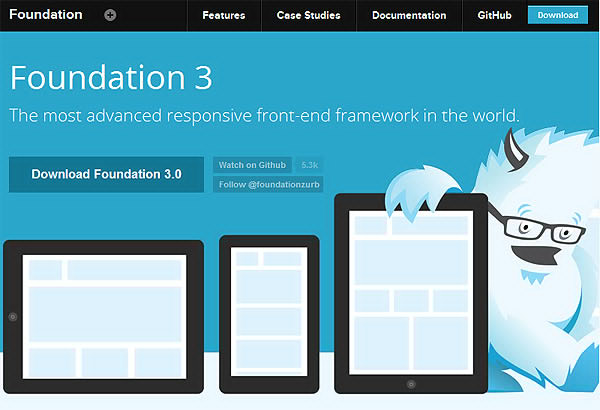 Foundation
Features
Case Studies
Documentation
GitHub
Download
Foundation 3
The most advanced responsive front-end framework in the world.
Download Foundation 3.0
Watch on Github 5.3k
Follow @foundationzurb